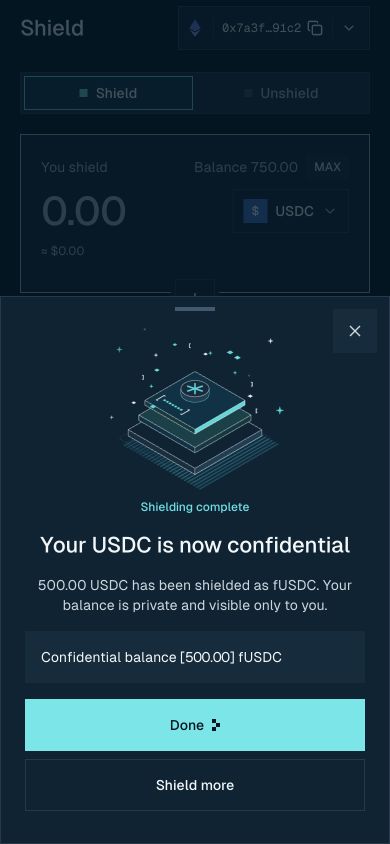 Shield
0x7a3f…91c2
Shield
Unshield
You shield
Balance 750.00
MAX
0.00
$ USDC
≈ $0.00
Shielding complete
Your USDC is now confidential
500.00 USDC has been shielded as fUSDC. Your
balance is private and visible only to you.
Confidential balance [500.00] fUSDC
Done
Shield more